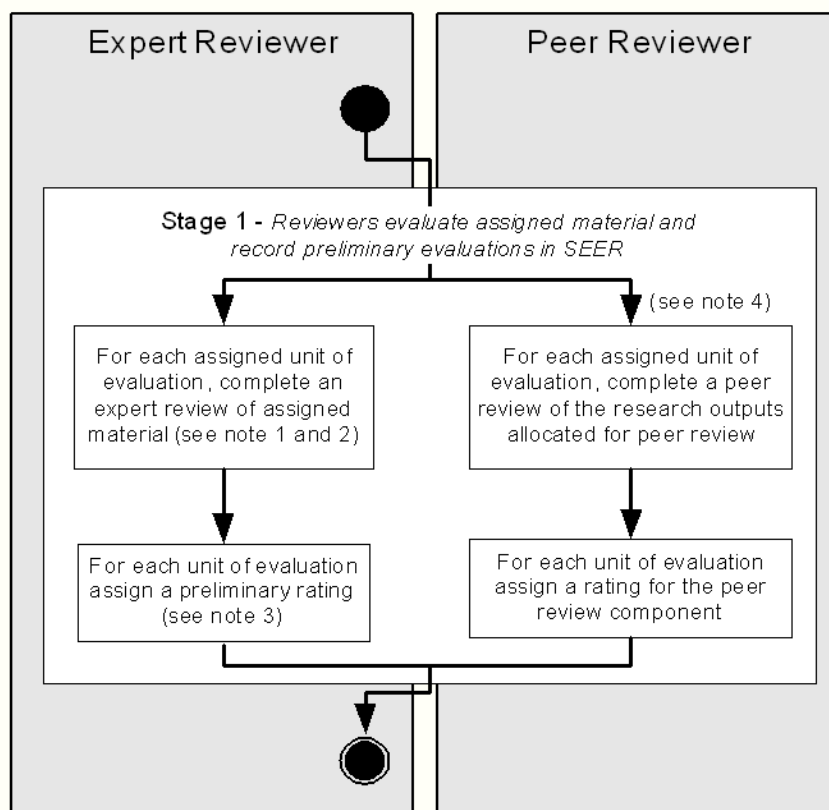 Expert Reviewer
Peer Reviewer
Stage 1 - Reviewers evaluate assigned material and
record preliminary evaluations in SEER
(see note 4)
For each assigned unit of
evaluation, complete an
expert review of assigned
material (see note 1 and 2)
For each assigned unit of
evaluation, complete a peer
review of the research outputs
allocated for peer review
For each unit of evaluation
assign a preliminary rating
(see note 3)
For each unit of evaluation
assign a rating for the peer
review component